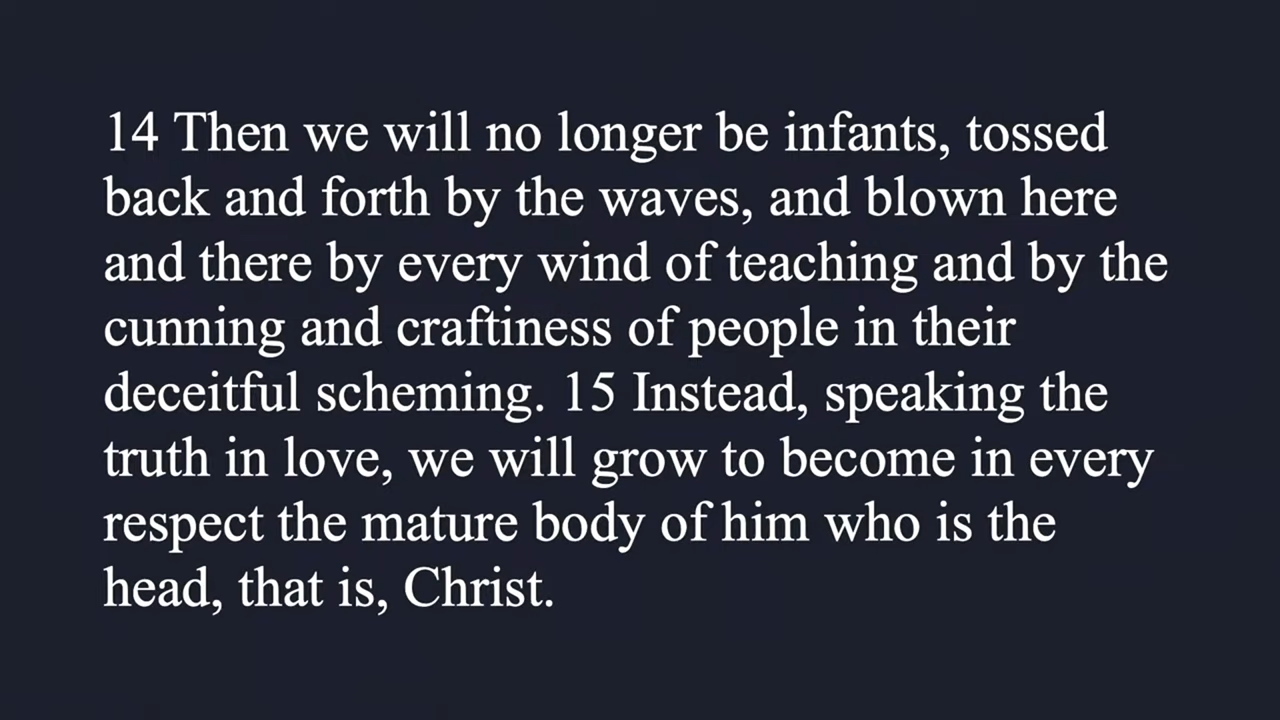 14 Then we will no longer be infants, tossed
back and forth by the waves, and blown here
and there by every wind of teaching and by the
cunning and craftiness of people in their
deceitful scheming. 15 Instead, speaking the
truth in love, we will grow to become in every
respect the mature body of him who is the
head, that is, Christ.